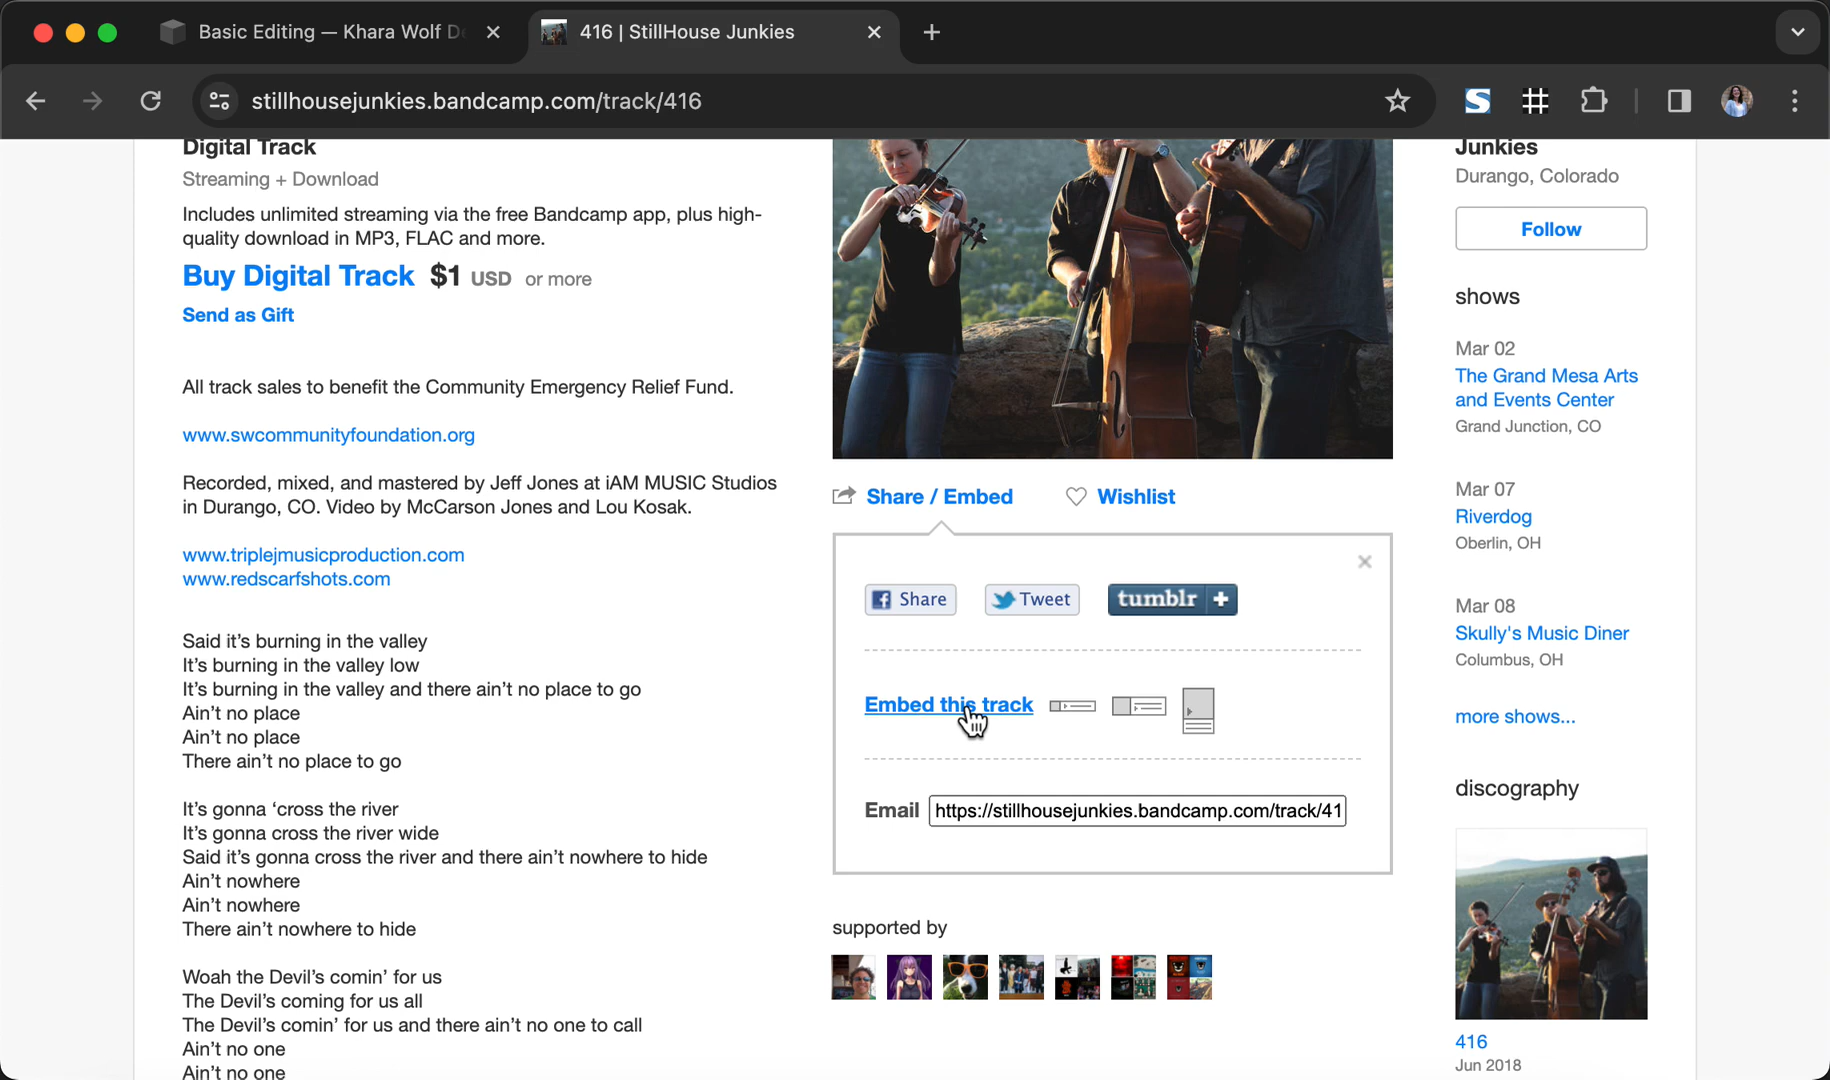 Basic Editing — Khara Wolf De
416 | StillHouse Junkies
stillhousejunkies.bandcamp.com/track/416
Digital Track
Streaming + Download
Includes unlimited streaming via the free Bandcamp app, plus high-
quality download in MP3, FLAC and more.
Buy Digital Track $1 USD or more
Send as Gift
All track sales to benefit the Community Emergency Relief Fund.
www.swcommunityfoundation.org
Recorded, mixed, and mastered by Jeff Jones at iAM MUSIC Studios
in Durango, CO. Video by McCarson Jones and Lou Kosak.
www.triplejmusicproduction.com
www.redscarfshots.com
Said it’s burning in the valley
It’s burning in the valley low
It’s burning in the valley and there ain’t no place to go
Ain’t no place
Ain’t no place
There ain’t no place to go
It’s gonna ‘cross the river
It’s gonna cross the river wide
Said it’s gonna cross the river and there ain’t nowhere to hide
Ain’t nowhere
Ain’t nowhere
There ain’t nowhere to hide
Woah the Devil’s comin’ for us
The Devil’s coming for us all
The Devil’s comin’ for us and there ain’t no one to call
Ain’t no one
Ain’t no one
Share / Embed
Wishlist
Share
Tweet
tumblr +
Embed this track
Email https://stillhousejunkies.bandcamp.com/track/41
supported by
Junkies
Durango, Colorado
Follow
shows
Mar 02
The Grand Mesa Arts
and Events Center
Grand Junction, CO
Mar 07
Riverdog
Oberlin, OH
Mar 08
Skully's Music Diner
Columbus, OH
more shows...
discography
416
Jun 2018